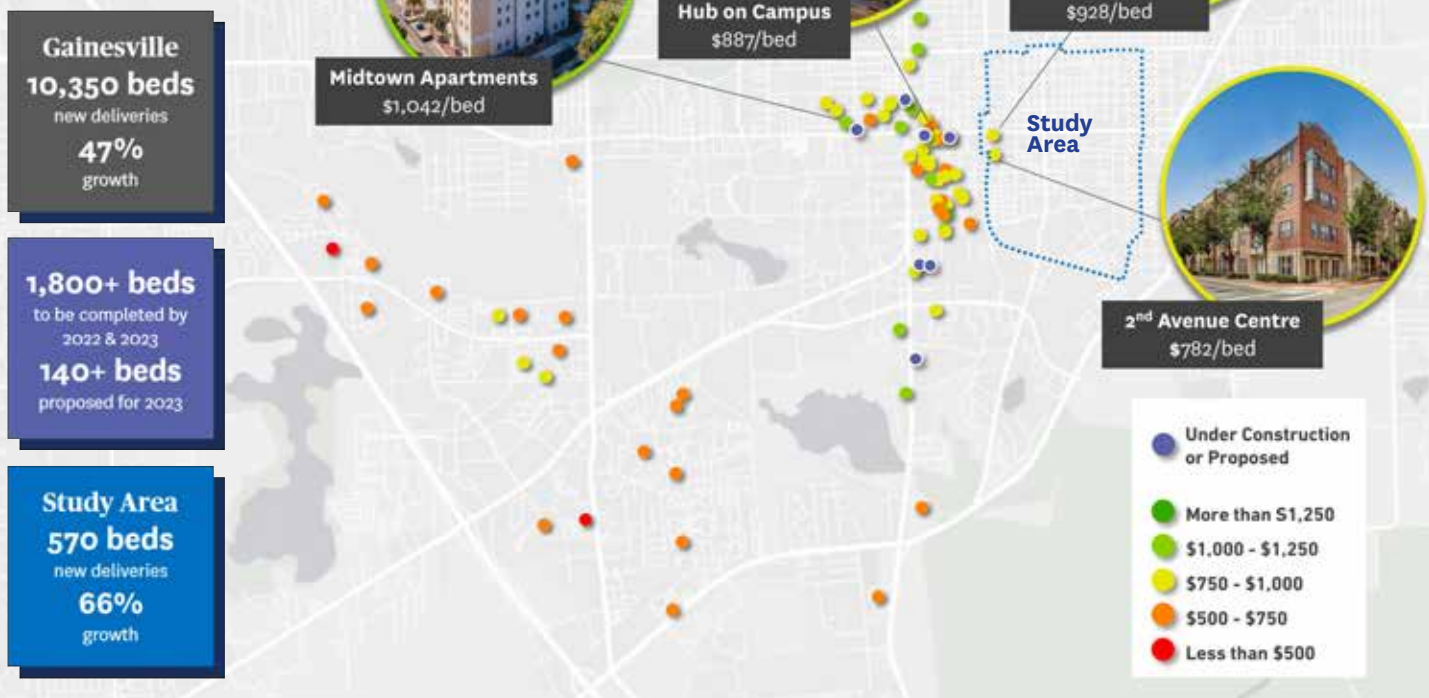 Gainesville
10,350 beds
new deliveries
47%
growth
1,800+ beds
to be completed by
2022 & 2023
140+ beds
proposed for 2023
Study Area
570 beds
new deliveries
66%
growth
Midtown Apartments
$1,042/bed
Hub on Campus
$887/bed
$928/bed
Study
Area
2nd Avenue Centre
$782/bed
Under Construction
or Proposed
More than S1,250
$1,000 - $1,250
$750 - $1,000
$500 - $750
Less than $500